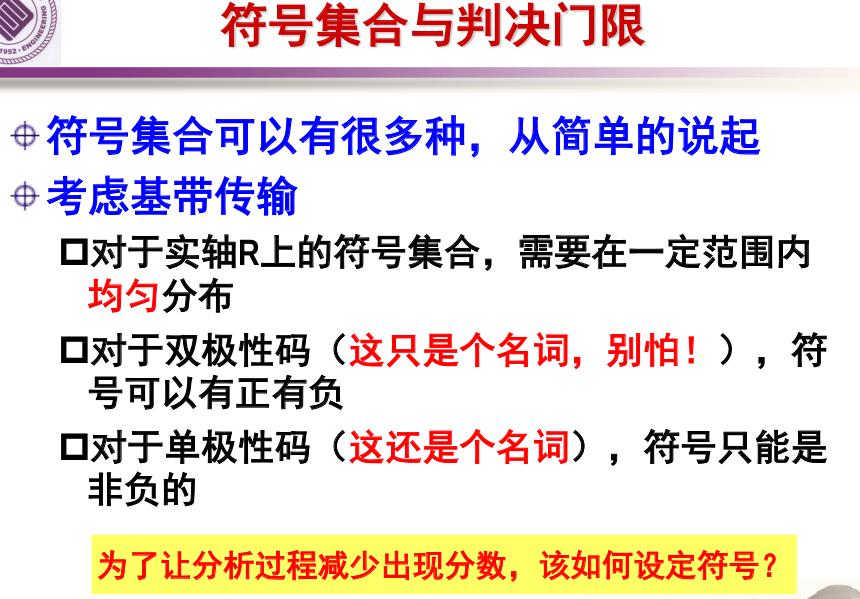 符号集合与判决门限
1952·ENGINEERING
符号集合可以有很多种，从简单的说起
考虑基带传输
对于实轴R上的符号集合，需要在一定范围内
均匀分布
对于双极性码（这只是个名词，别怕！），符
号可以有正有负
对于单极性码（这还是个名词），符号只能是
非负的
为了让分析过程减少出现分数，该如何设定符号？